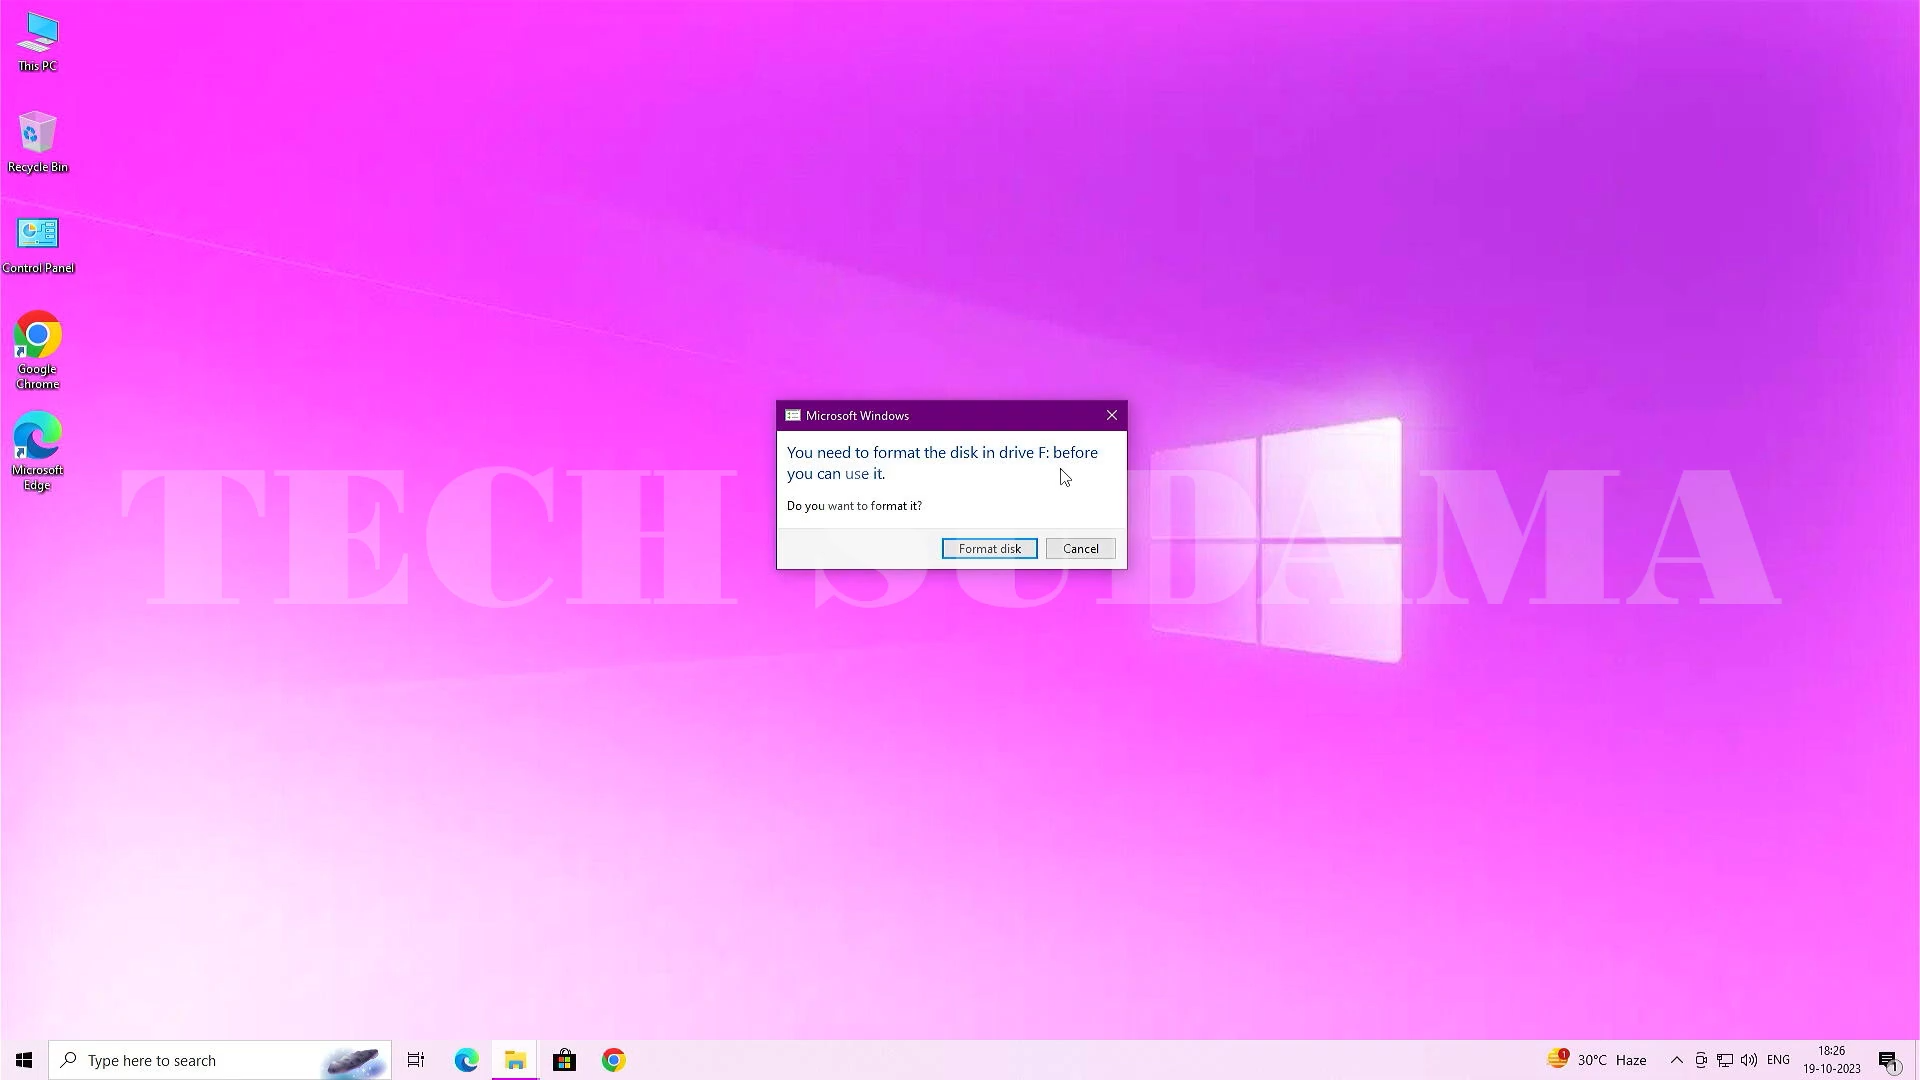 This PC
Recycle Bin
Control Panel
Google
Chrome
Microsoft
Edge
Microsoft Windows
You need to format the disk in drive F: before
you can use it.
Do you want to format it?
Format disk
Cancel
TECH SUDAMA
Type here to search
1
30°C Haze
ENG
18:26
19-10-2023
1